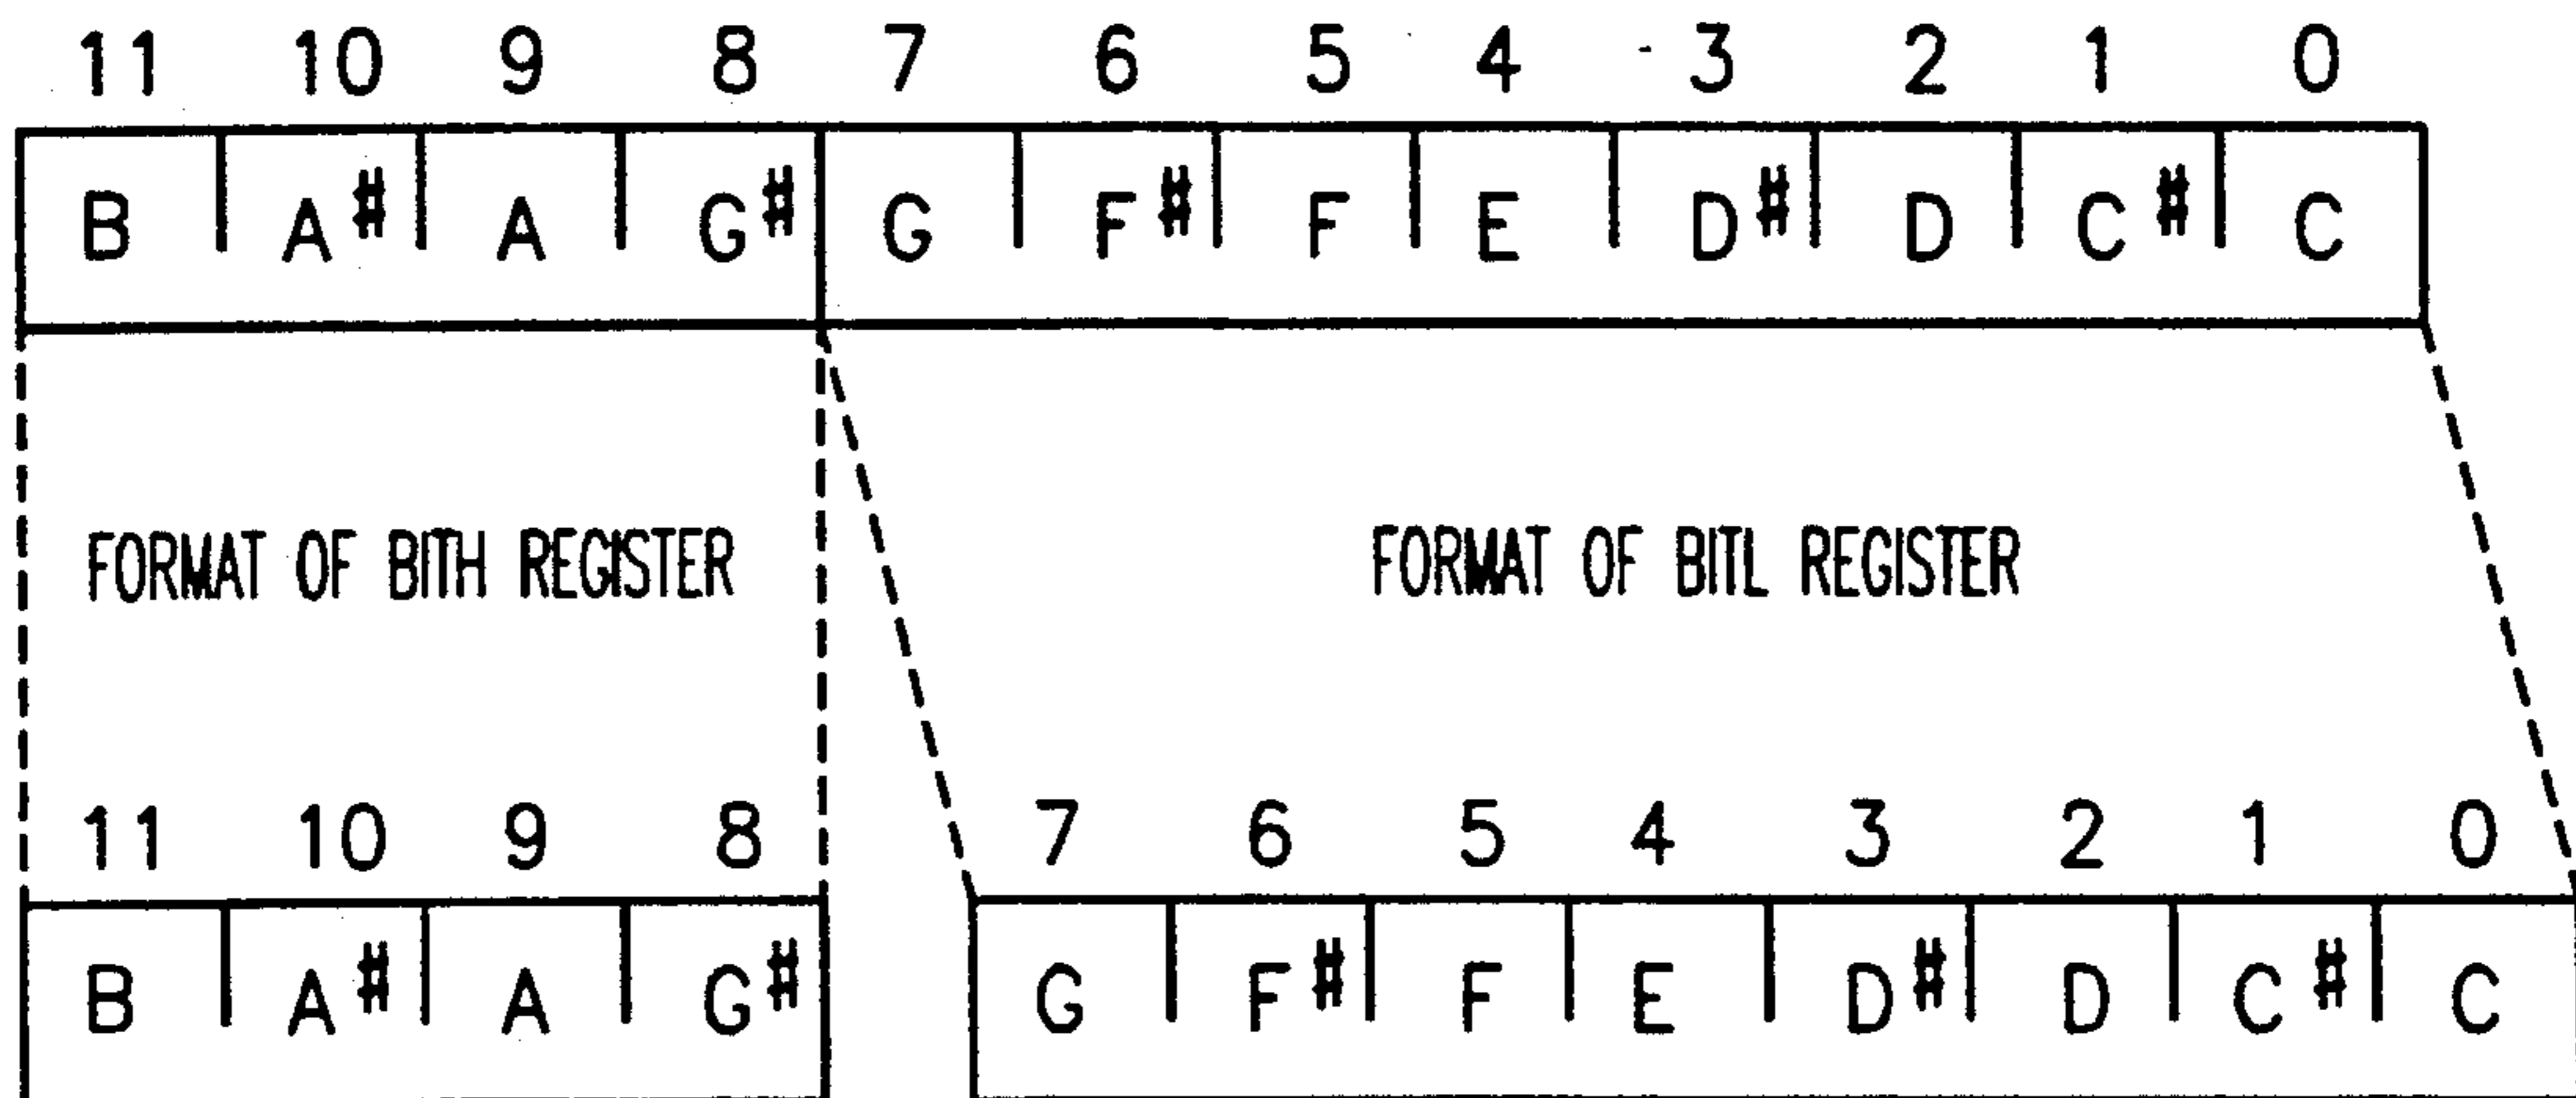 11 10 9 8 7 6 5 4 3 2 1 0
B A# A G# G F# F E D# D C# C
FORMAT OF BITH REGISTER FORMAT OF BITL REGISTER
11 10 9 8 7 6 5 4 3 2 1 0
B A# A G# G F# F E D# D C# C